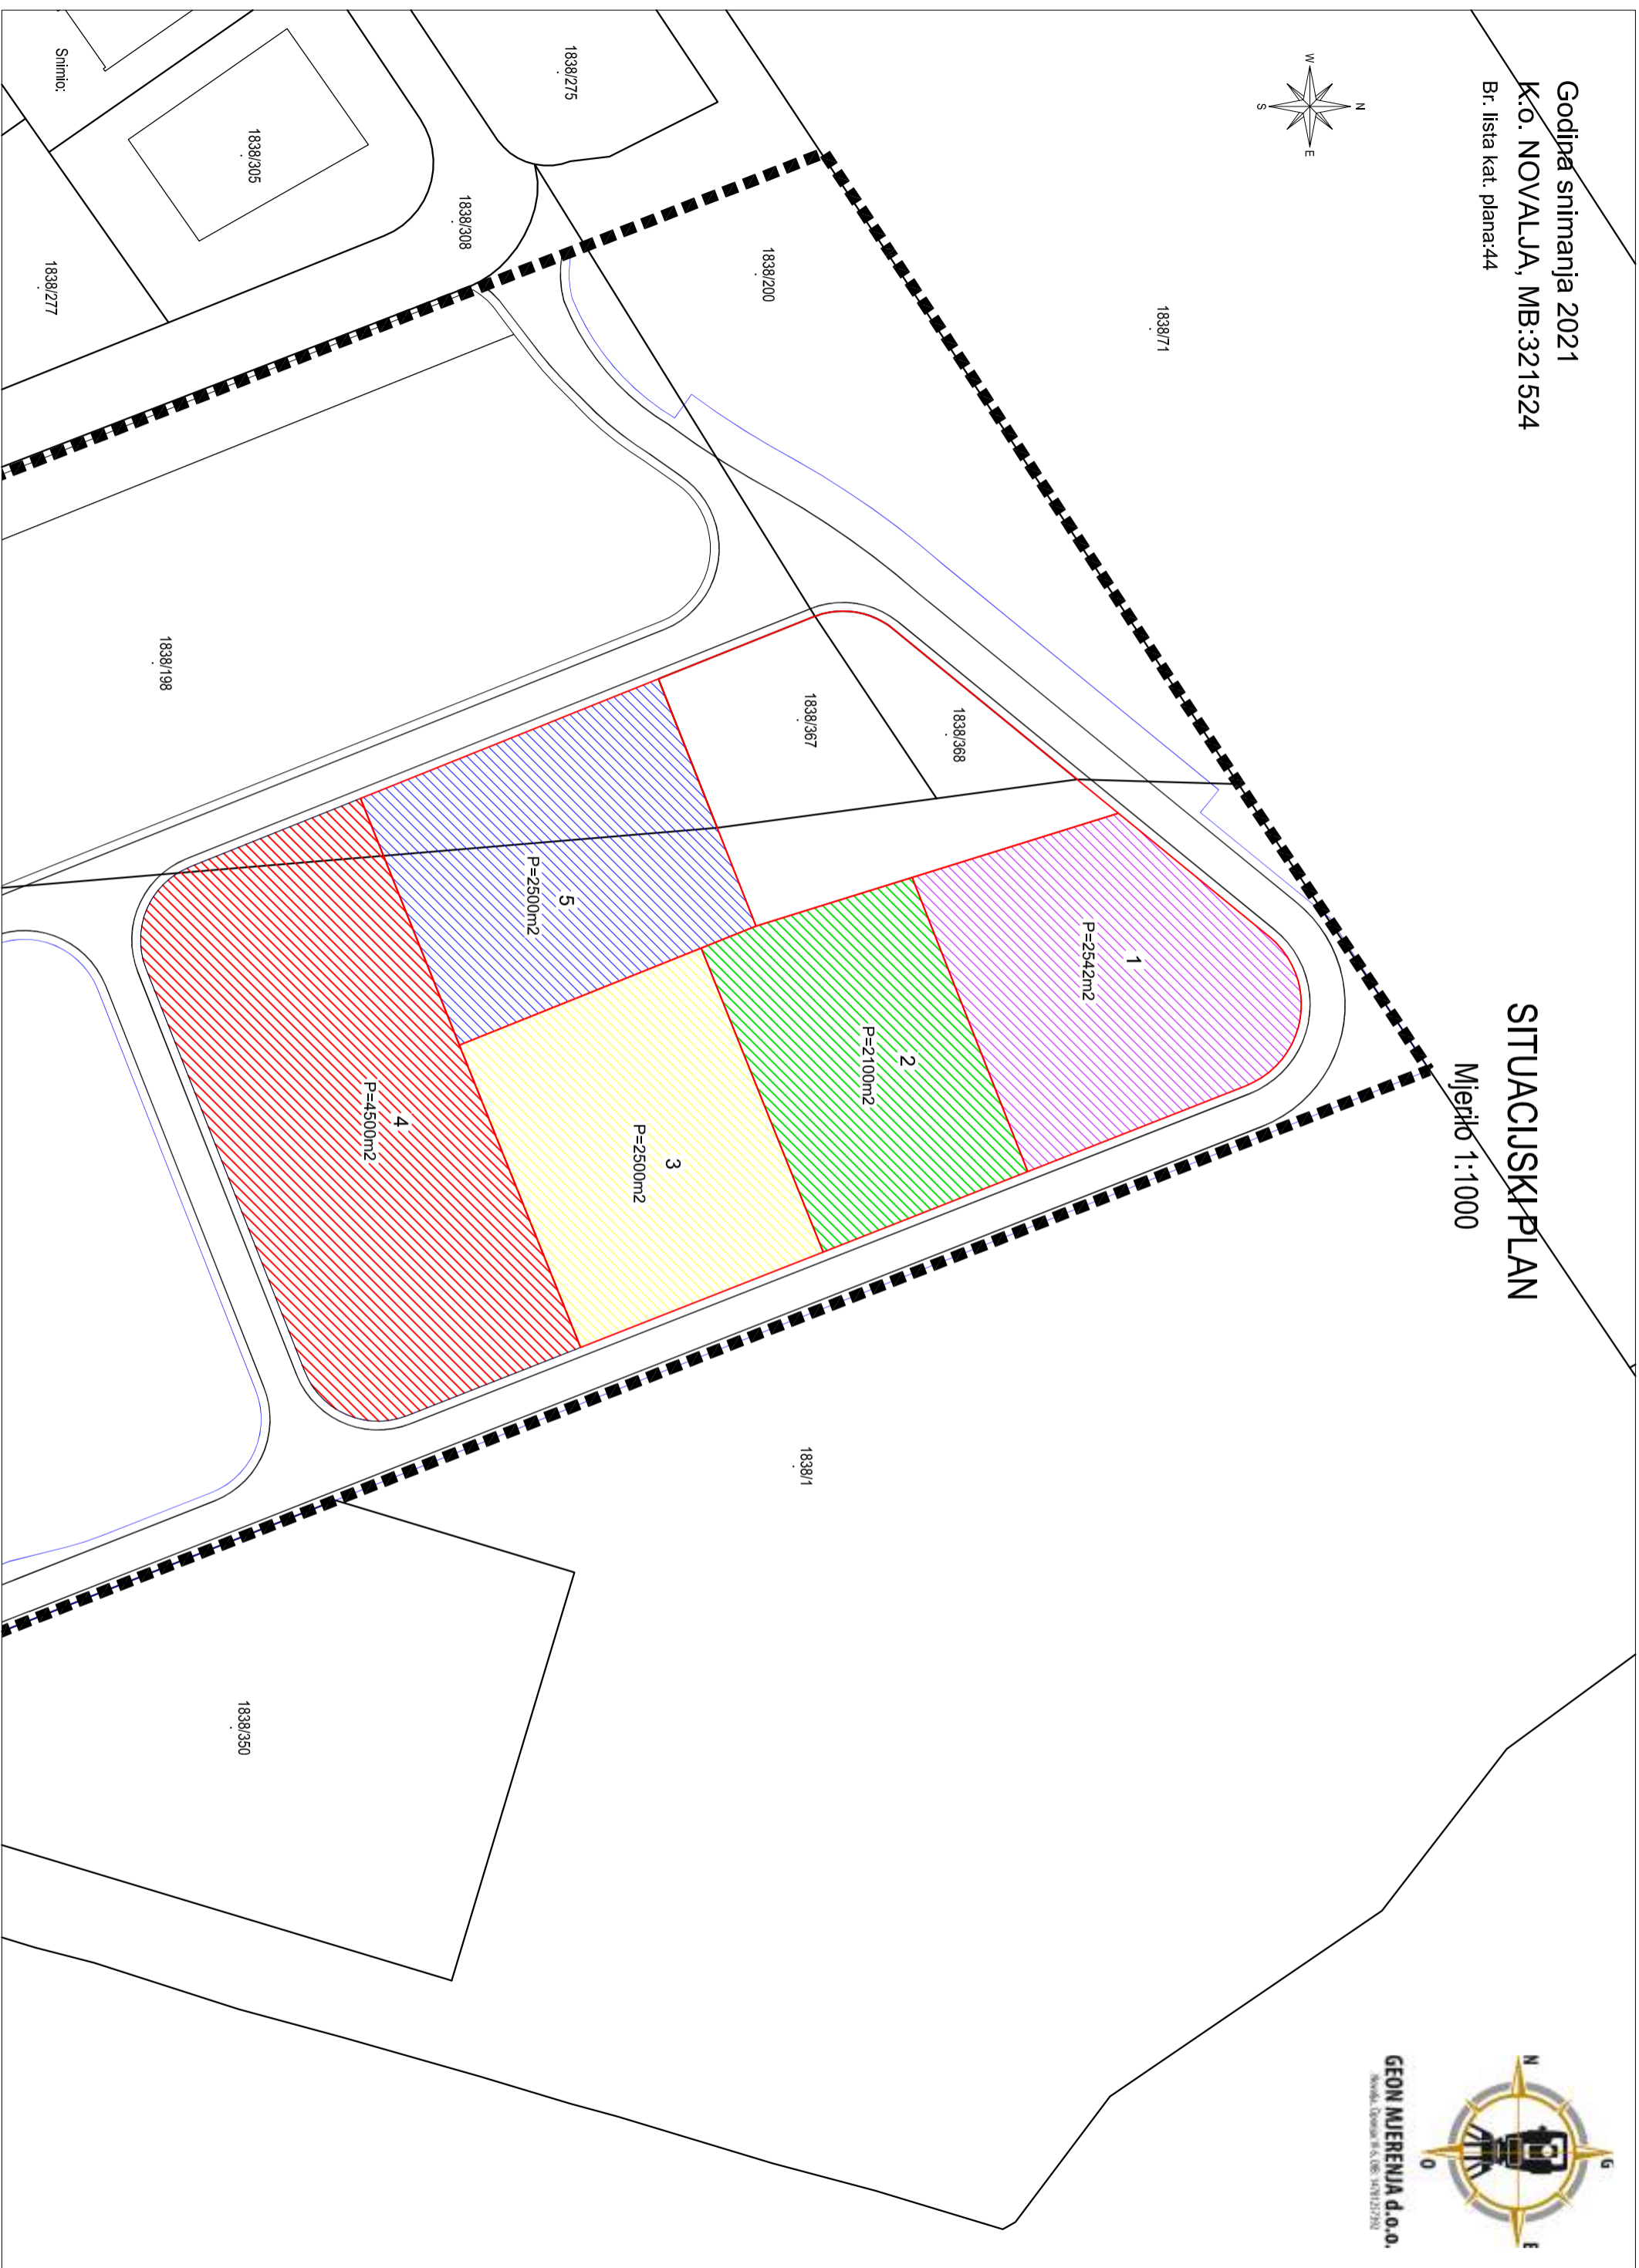 Godina snimanja 2021
K.o. NOVALJA, MB:321524
Br. lista kat. plana:44
SITUACIJSKI PLAN
Mjerilo 1:1000
N
W
E
S
G
N
E
O
GEON MJERENJA d.o.o.
1838/71
1838/200
1838/275
1838/308
1838/305
1838/277
Snimio:
1838/198
1838/367
1838/368
1
P=2542m2
2
P=2100m2
3
P=2500m2
4
P=4500m2
5
P=2500m2
1838/1
1838/350